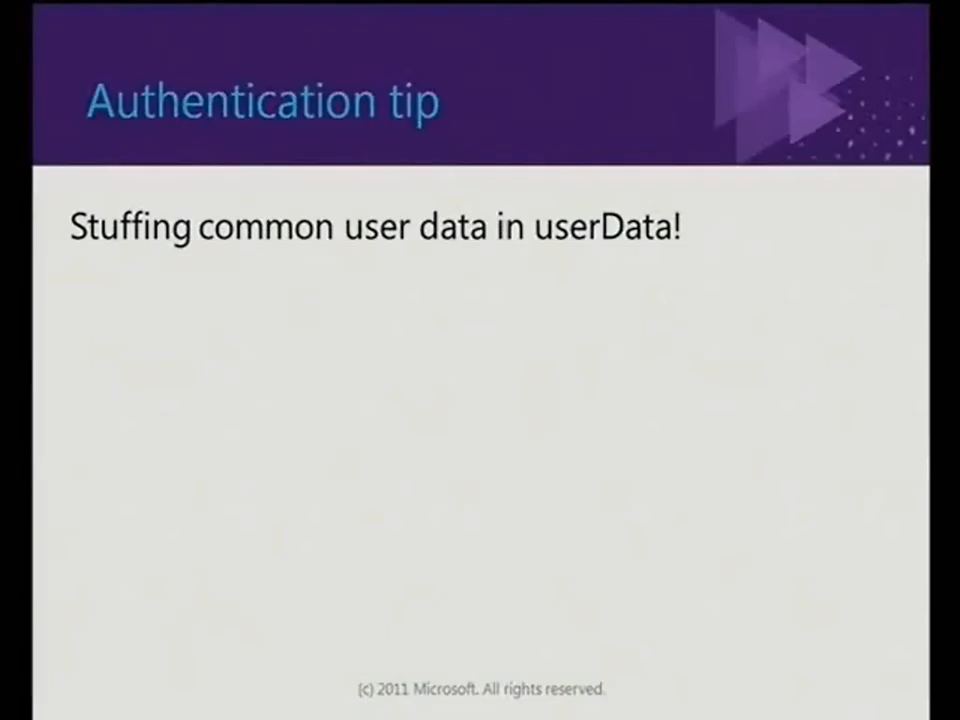 Authentication tip
Stuffing common user data in userData!
(c) 2011 Microsoft. All rights reserved.